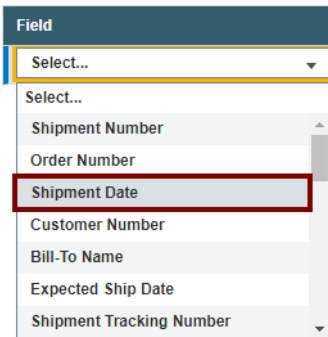 Field
Select...
Select...
Shipment Number
Order Number
Shipment Date
Customer Number
Bill-To Name
Expected Ship Date
Shipment Tracking Number